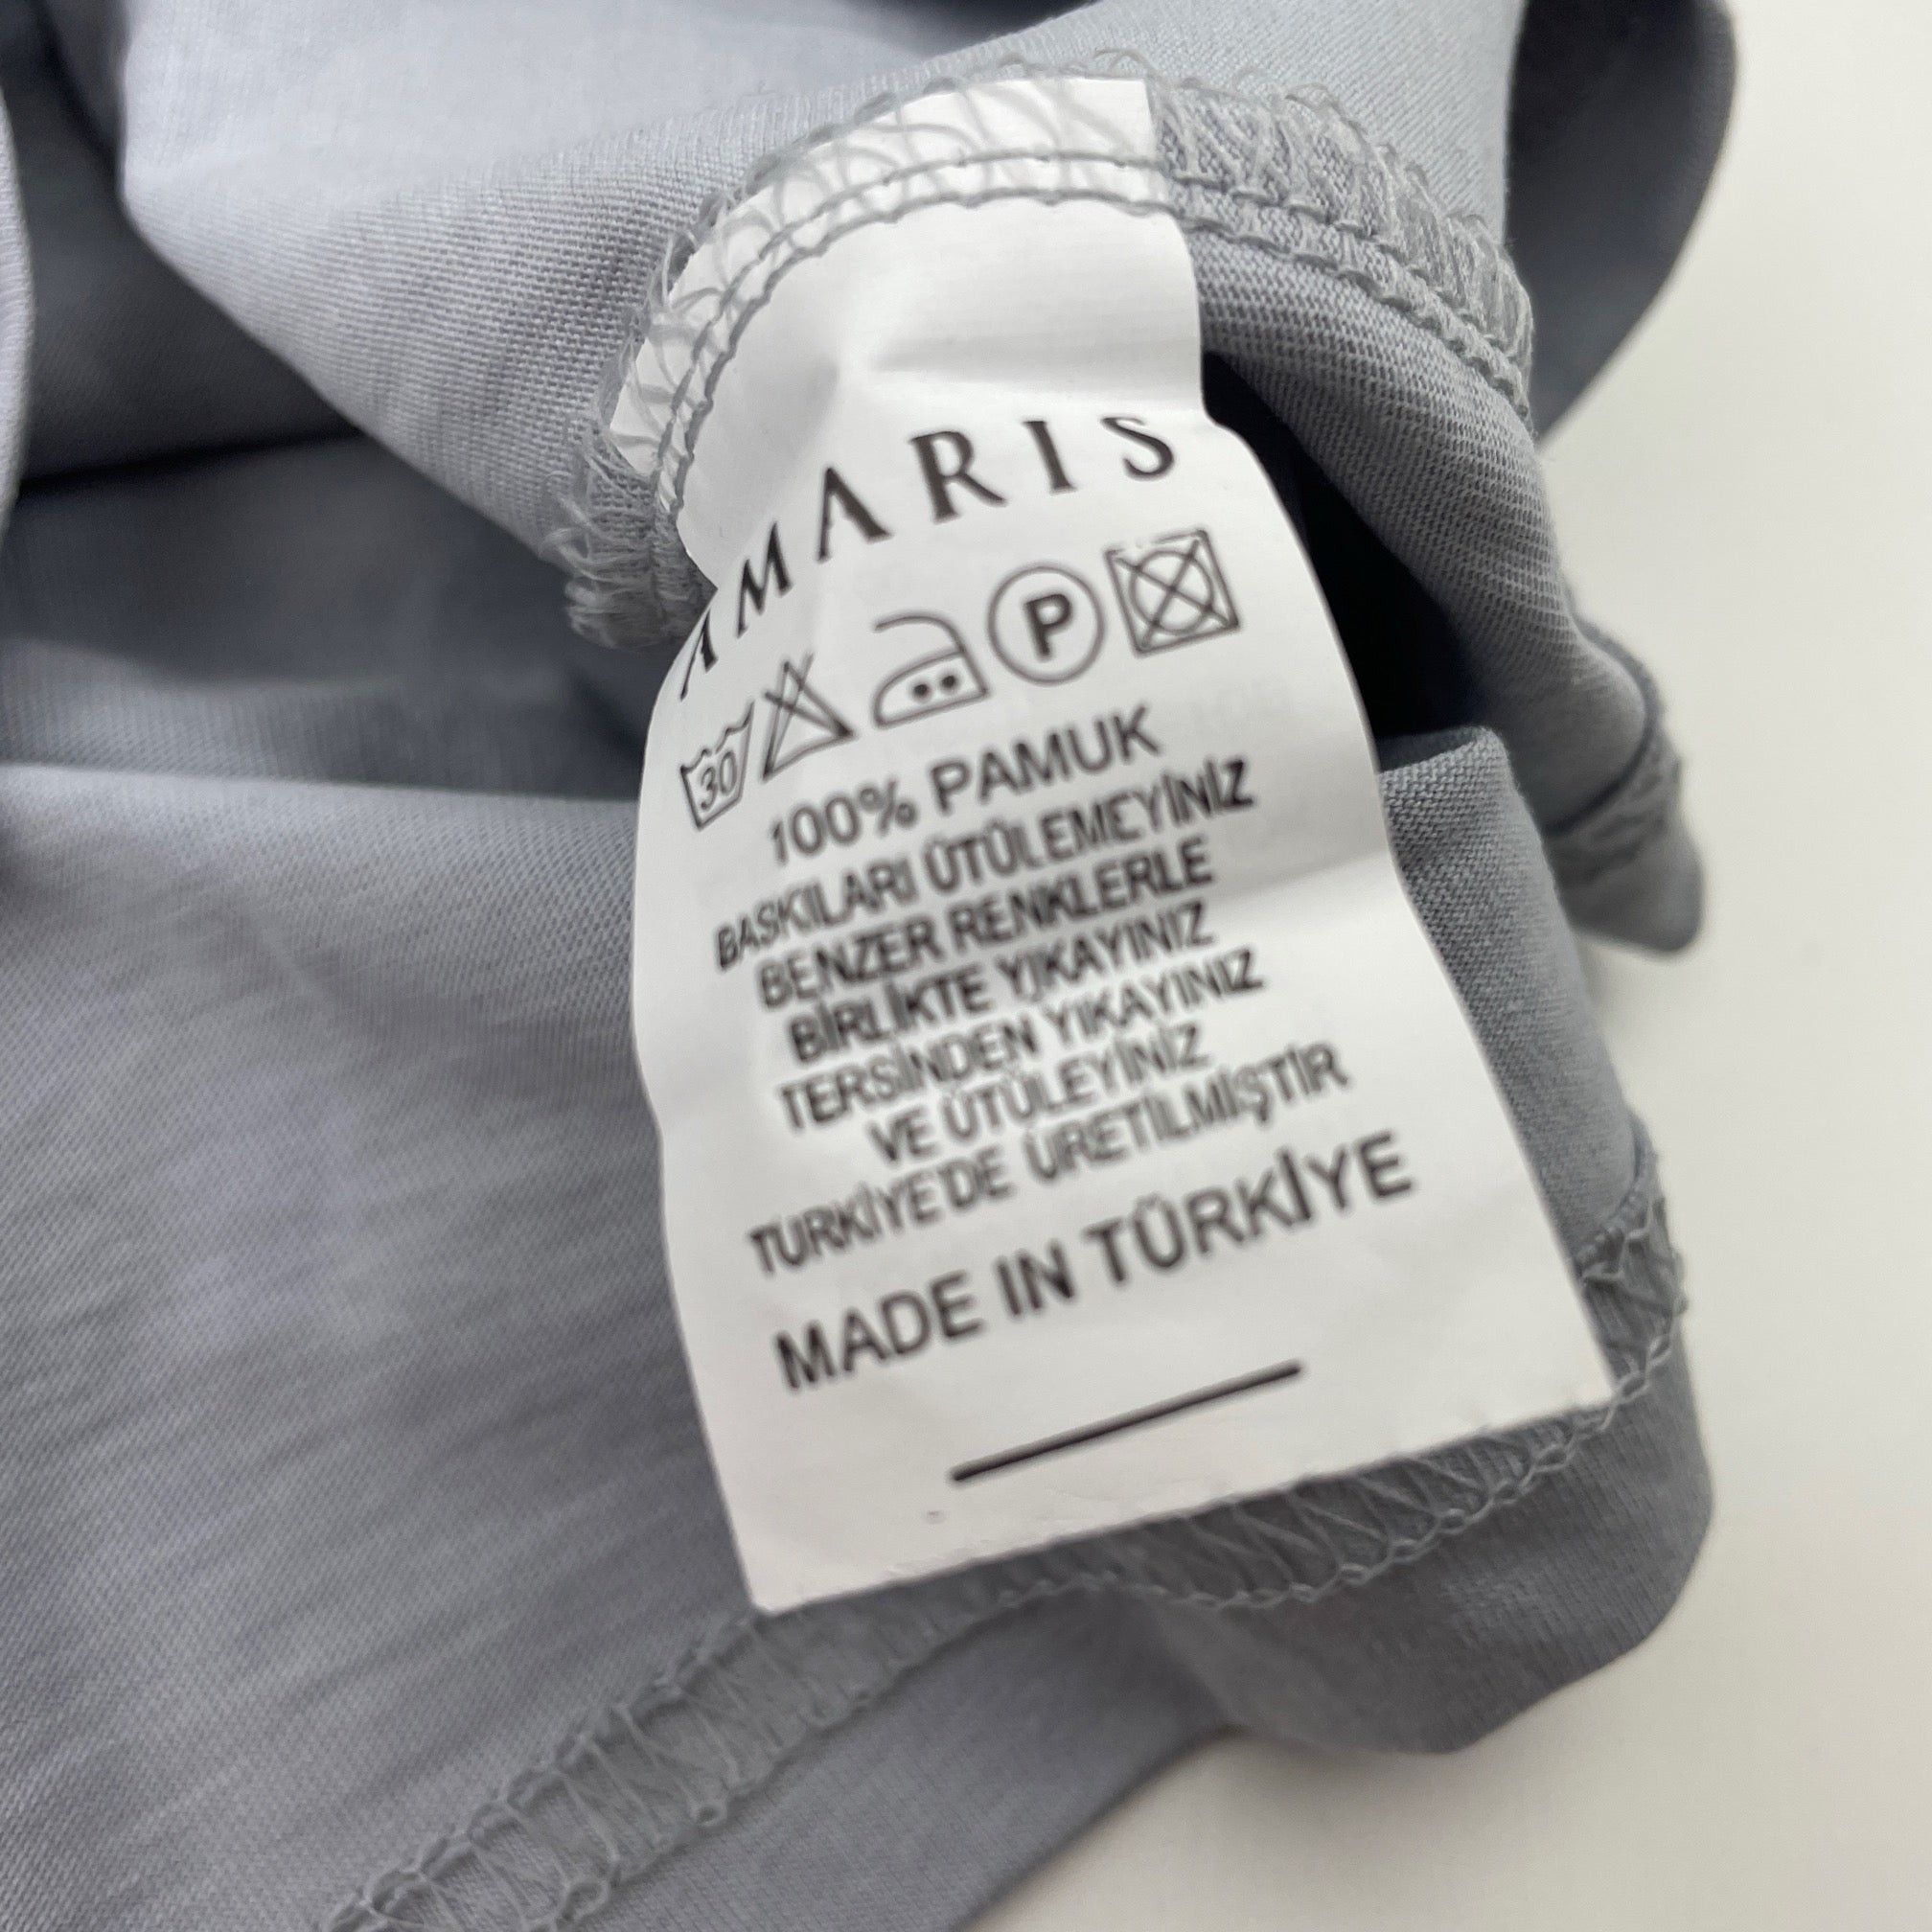 AMARIS
30 P
100% PAMUK
BASKILARI ÜTÜLEMEYİNİZ
BENZER RENKLERLE
BİRLİKTE YIKAYINIZ
TERSİNDEN YIKAYINIZ
VE ÜTÜLEYİNİZ
TÜRKİYE'DE ÜRETİLMİŞTİR
MADE IN TÜRKİYE